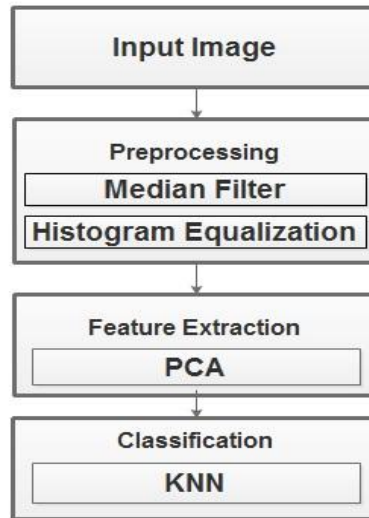 Input Image
Preprocessing
Median Filter
Histogram Equalization
Feature Extraction
PCA
Classification
KNN